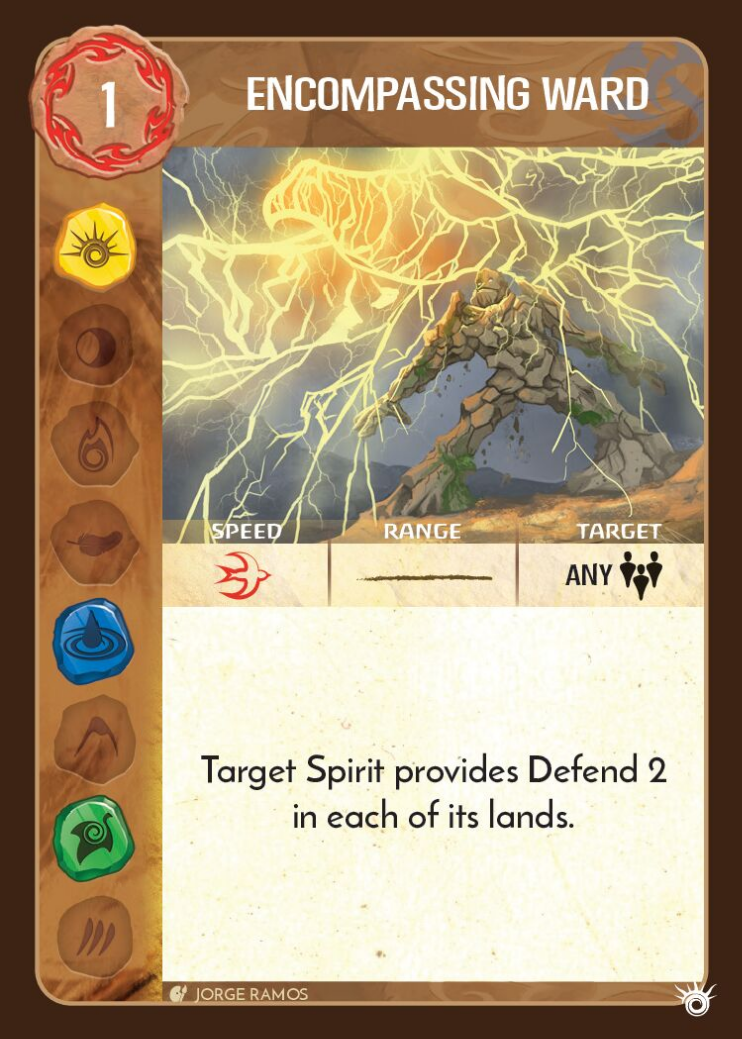 1
ENCOMPASSING WARD
SPEED RANGE TARGET
ANY
Target Spirit provides Defend 2
in each of its lands.
JORGE RAMOS